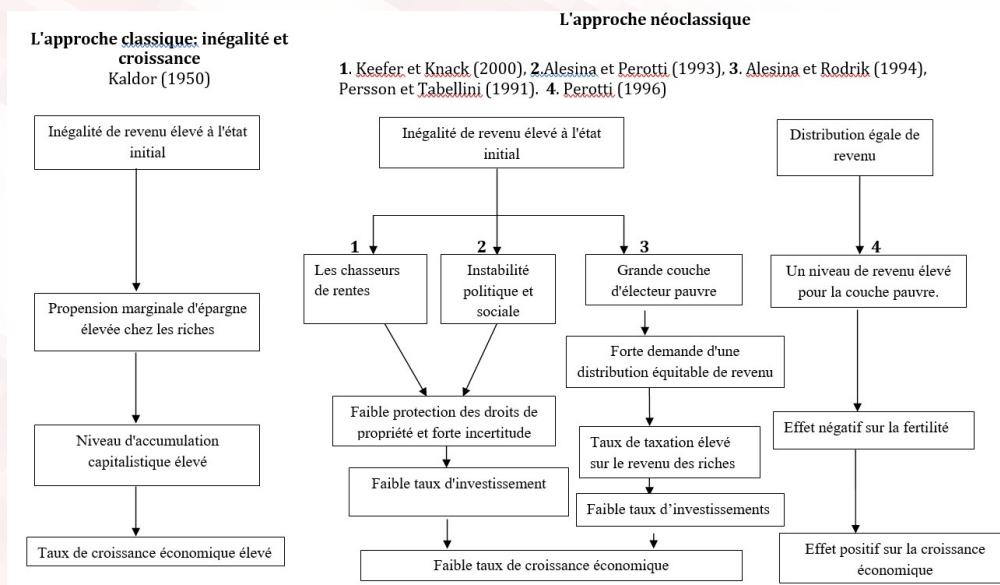 L'approche classique: inégalité et
croissance
Kaldor (1950)
Inégalité de revenu élevé à l'état
initial
Propension marginale d'épargne
élevée chez les riches
Niveau d'accumulation
capitalistique élevé
Taux de croissance économique élevé
L'approche néoclassique
1. Keefer et Knack (2000), 2.Alesina et Perotti (1993), 3. Alesina et Rodrik (1994),
Persson et Tabellini (1991). 4. Perotti (1996)
Inégalité de revenu élevé à l'état
initial
1
Les chasseurs
de rentes
2
Instabilité
politique et
sociale
Faible protection des droits de
propriété et forte incertitude
Faible taux d'investissement
3
Grande couche
d'électeur pauvre
Forte demande d'une
distribution équitable de revenu
Taux de taxation élevé
sur le revenu des riches
Faible taux d’investissements
Faible taux de croissance économique
Distribution égale de
revenu
4
Un niveau de revenu élevé
pour la couche pauvre.
Effet négatif sur la fertilité
Effet positif sur la croissance
économique